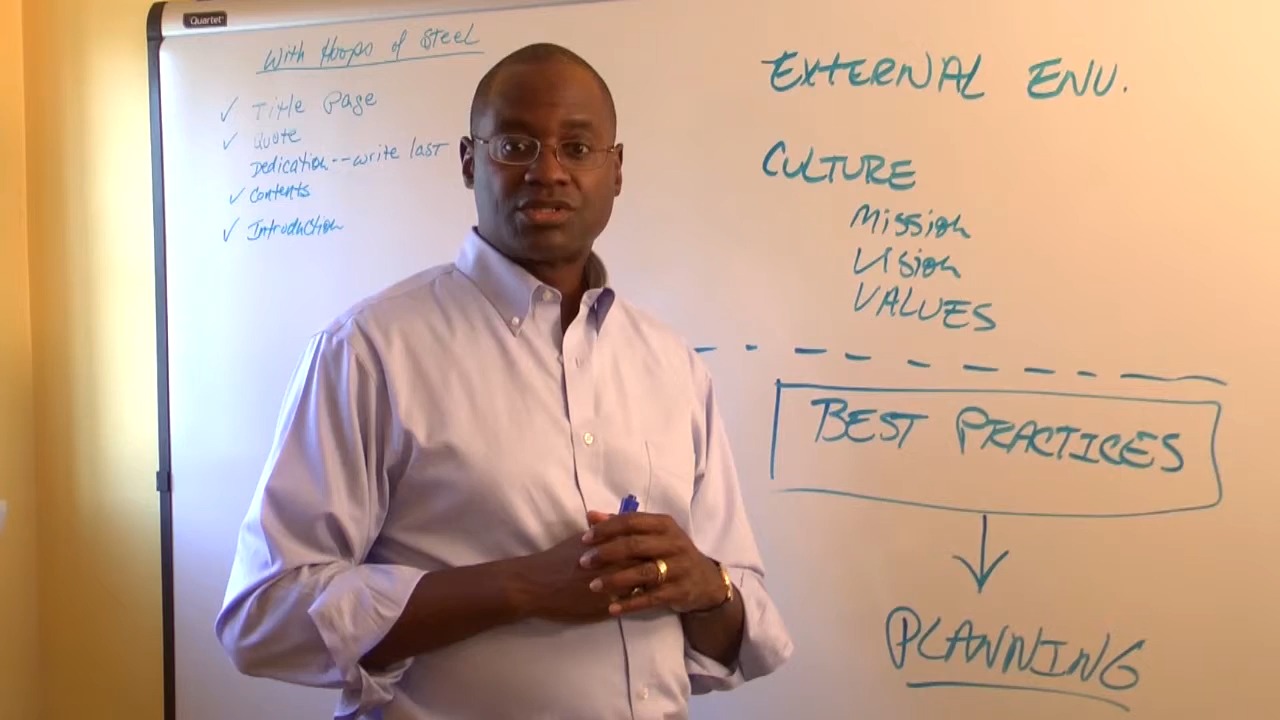 Quartet
With Hoops of Steel
✓ Title Page
✓ Quote
Dedication--write last
✓ Contents
✓ Introduction
EXTERNAL ENV.
CULTURE
Mission
Vision
VALUES
BEST PRACTICES
PLANNING